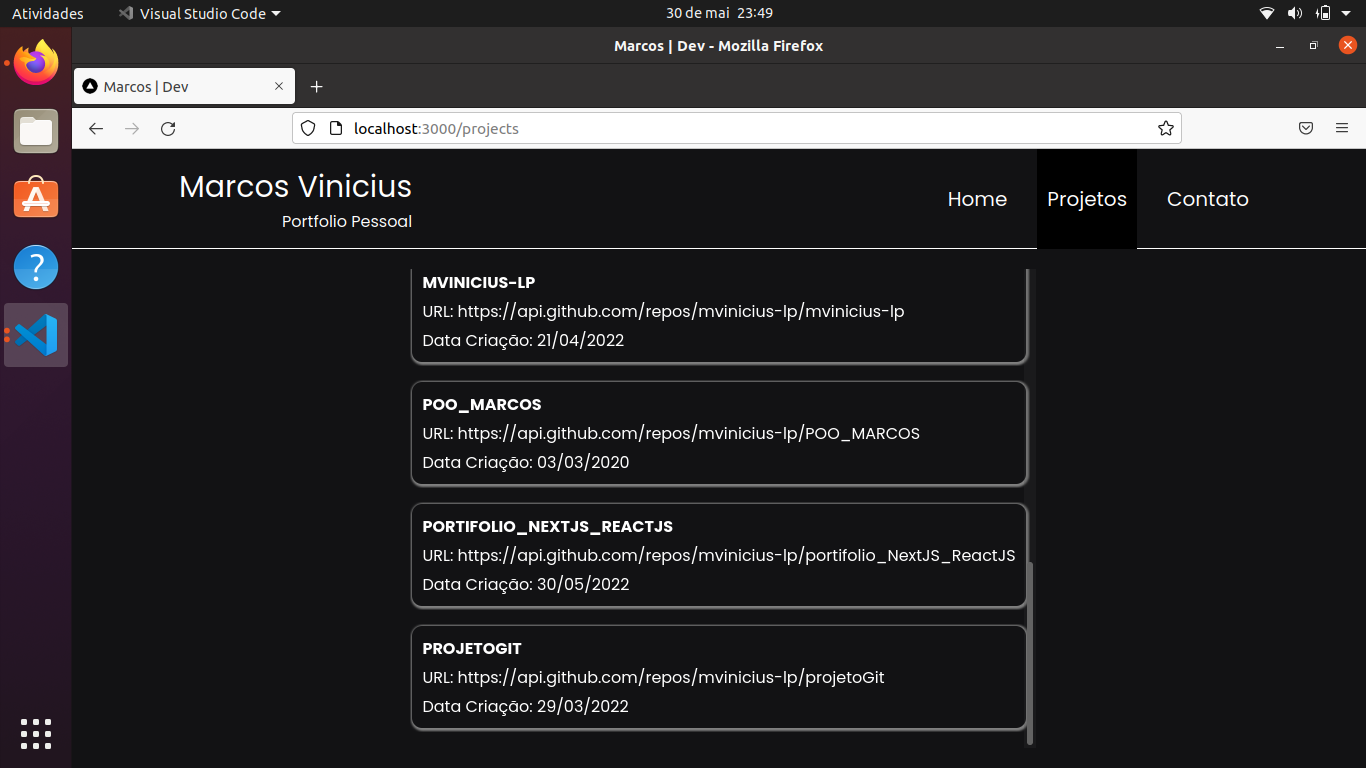 Atividades
Visual Studio Code
30 de mai 23:49
Marcos | Dev - Mozilla Firefox
Marcos | Dev
localhost:3000/projects
Marcos Vinicius
Portfolio Pessoal
Home
Projetos
Contato
MVINICIUS-LP
URL: https://api.github.com/repos/mvinicius-lp/mvinicius-lp
Data Criação: 21/04/2022
POO_MARCOS
URL: https://api.github.com/repos/mvinicius-lp/POO_MARCOS
Data Criação: 03/03/2020
PORTIFOLIO_NEXTJS_REACTJS
URL: https://api.github.com/repos/mvinicius-lp/portifolio_NextJS_ReactJS
Data Criação: 30/05/2022
PROJETOGIT
URL: https://api.github.com/repos/mvinicius-lp/projetoGit
Data Criação: 29/03/2022